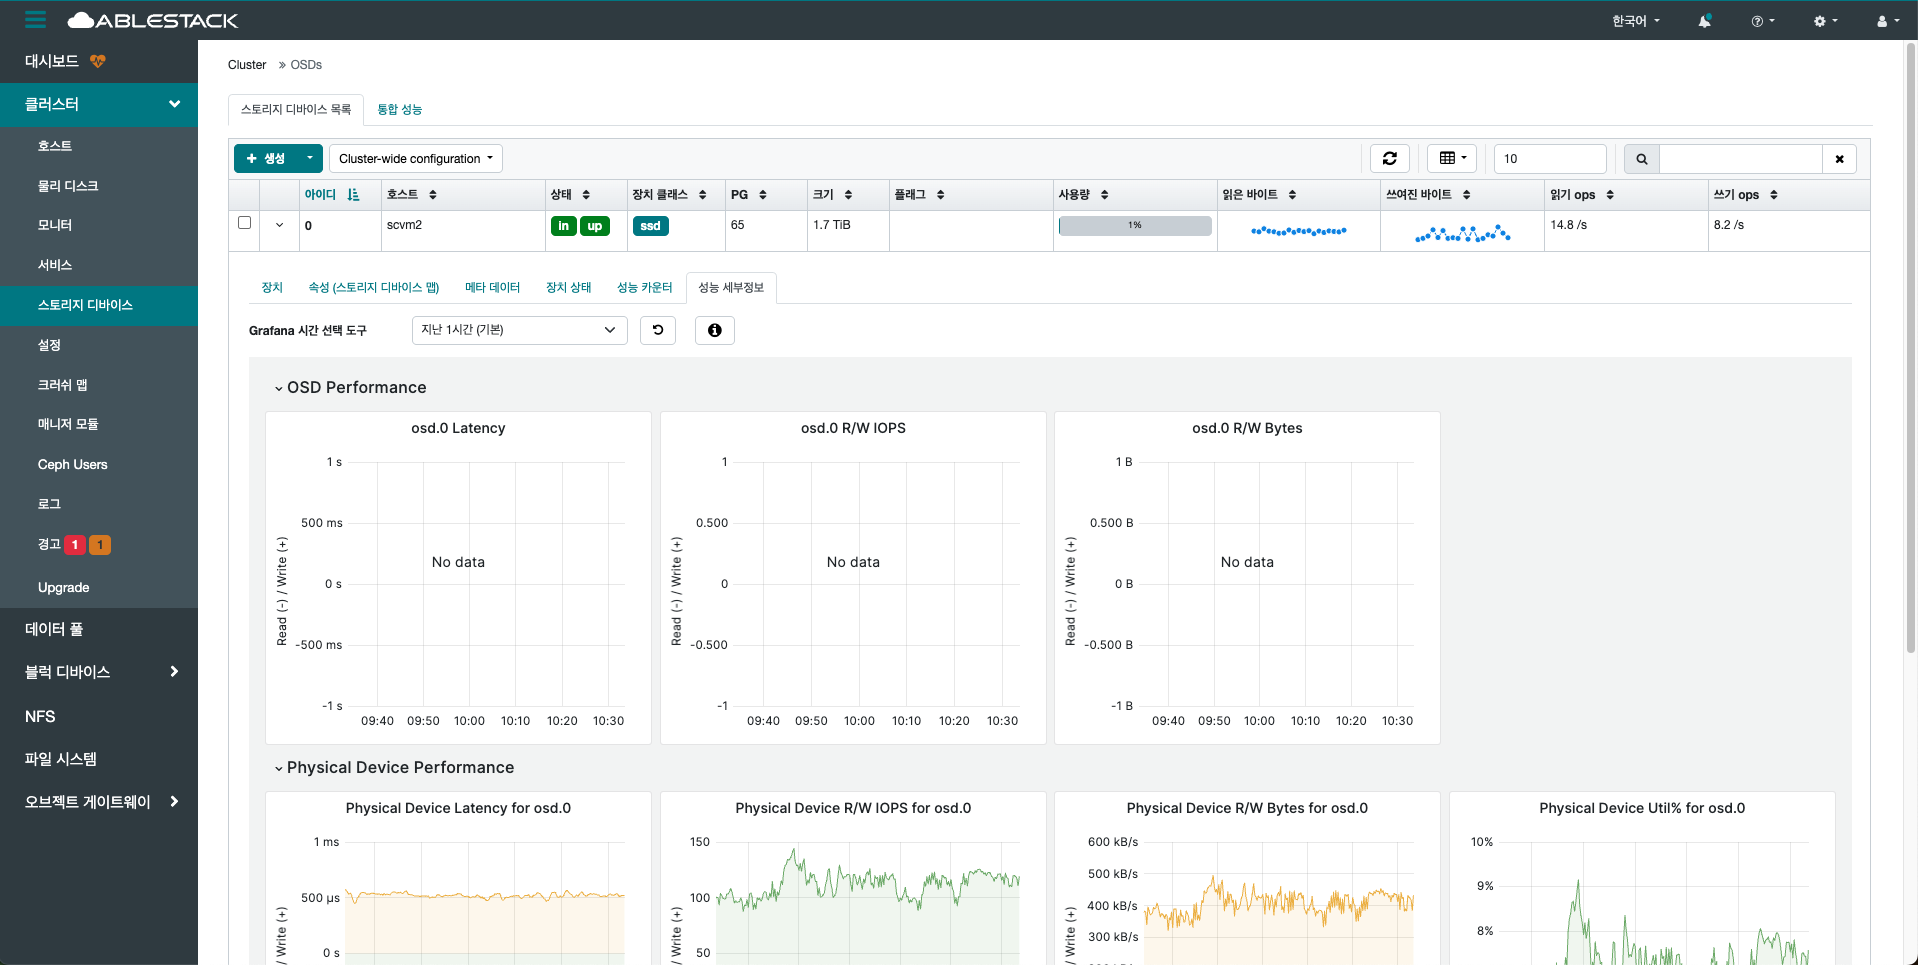 ABLESTACK
한국어
대시보드
클러스터
호스트
물리 디스크
모니터
서비스
스토리지 디바이스
설정
크러쉬 맵
매니저 모듈
Ceph Users
로그
경고 1 1
Upgrade
데이터 풀
블럭 디바이스
NFS
파일 시스템
오브젝트 게이트웨이
Cluster » OSDs
스토리지 디바이스 목록 통합 성능
+ 생성 Cluster-wide configuration 10
아이디 호스트 상태 장치 클래스 PG 크기 플래그 사용량 읽은 바이트 쓰여진 바이트 읽기 ops 쓰기 ops
0 scvm2 in up ssd 65 1.7 TiB 1% 14.8 /s 8.2 /s
장치 속성 (스토리지 디바이스 맵) 메타 데이터 장치 상태 성능 카운터 성능 세부정보
Grafana 시간 선택 도구 지난 1시간 (기본)
OSD Performance
osd.0 Latency
Read (-) / Write (+)
1 s
500 ms
0 s
-500 ms
-1 s
No data
09:40 09:50 10:00 10:10 10:20 10:30
osd.0 R/W IOPS
Read (-) / Write (+)
1
0.500
0
-0.500
-1
No data
09:40 09:50 10:00 10:10 10:20 10:30
osd.0 R/W Bytes
Read (-) / Write (+)
1 B
0.500 B
0 B
-0.500 B
-1 B
No data
09:40 09:50 10:00 10:10 10:20 10:30
Physical Device Performance
Physical Device Latency for osd.0
/ Write (+)
1 ms
500 µs
0 s
Physical Device R/W IOPS for osd.0
/ Write (+)
150
100
50
Physical Device R/W Bytes for osd.0
/ Write (+)
600 kB/s
500 kB/s
400 kB/s
300 kB/s
Physical Device Util% for osd.0
10%
9%
8%